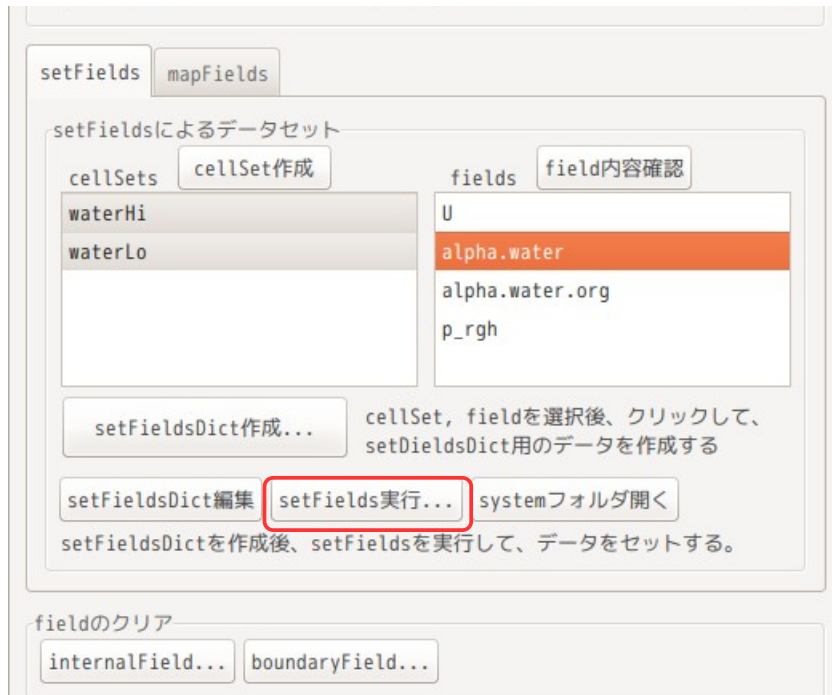 setFields mapFields
setFieldsによるデータセット
cellSets cellSet作成 fields field内容確認
waterHi U
waterLo alpha.water
alpha.water.org
p_rgh
setFieldsDict作成... cellSet, fieldを選択後、クリックして、
setDieldsDict用のデータを作成する
setFieldsDict編集 setFields実行... systemフォルダ開く
setFieldsDictを作成後、setFieldsを実行して、データをセットする。
fieldのクリア
internalField... boundaryField...